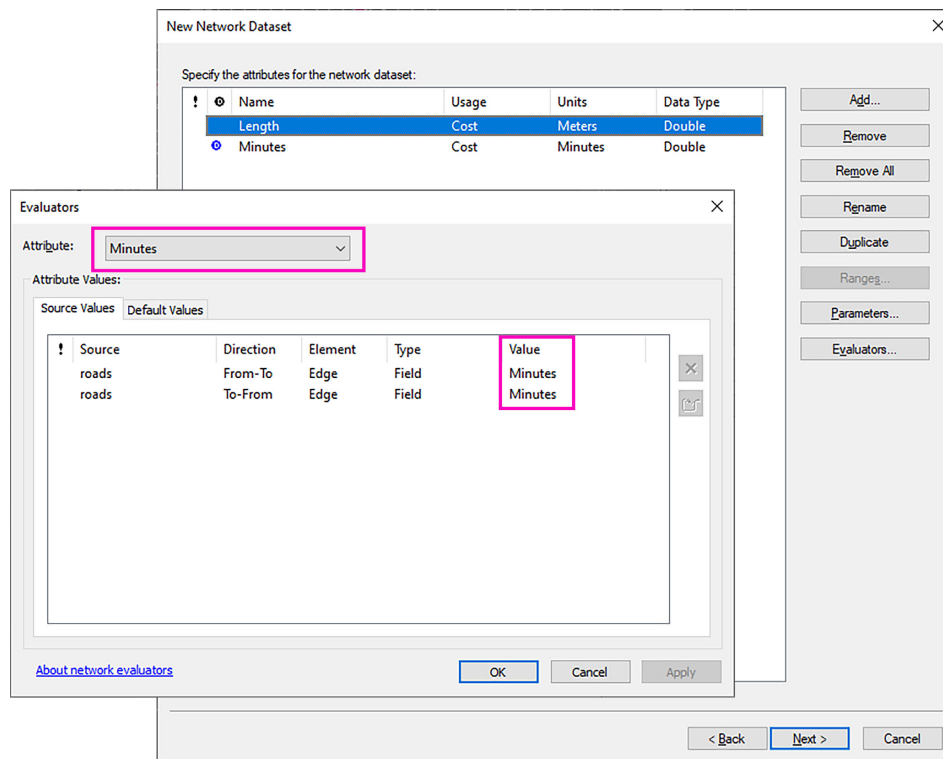 New Network Dataset
Specify the attributes for the network dataset:
! D Name Usage Units Data Type
Length Cost Meters Double
D Minutes Cost Minutes Double
Add...
Remove
Remove All
Rename
Duplicate
Ranges...
Parameters...
Evaluators...
Evaluators
Attribute: Minutes
Attribute Values:
Source Values Default Values
! Source Direction Element Type Value
roads From-To Edge Field Minutes
roads To-From Edge Field Minutes
About network evaluators
OK Cancel Apply
< Back Next > Cancel